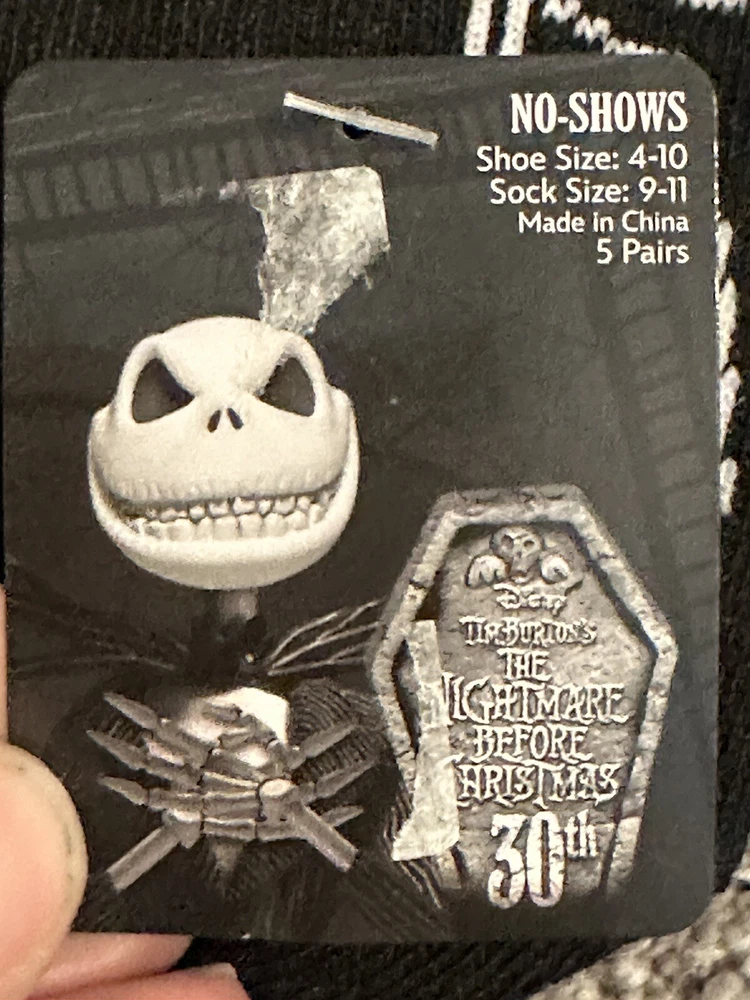 NO-SHOWS
Shoe Size: 4-10
Sock Size: 9-11
Made in China
5 Pairs
Disney
TIM BURTON'S
THE
NIGHTMARE
BEFORE
CHRISTMAS
30th